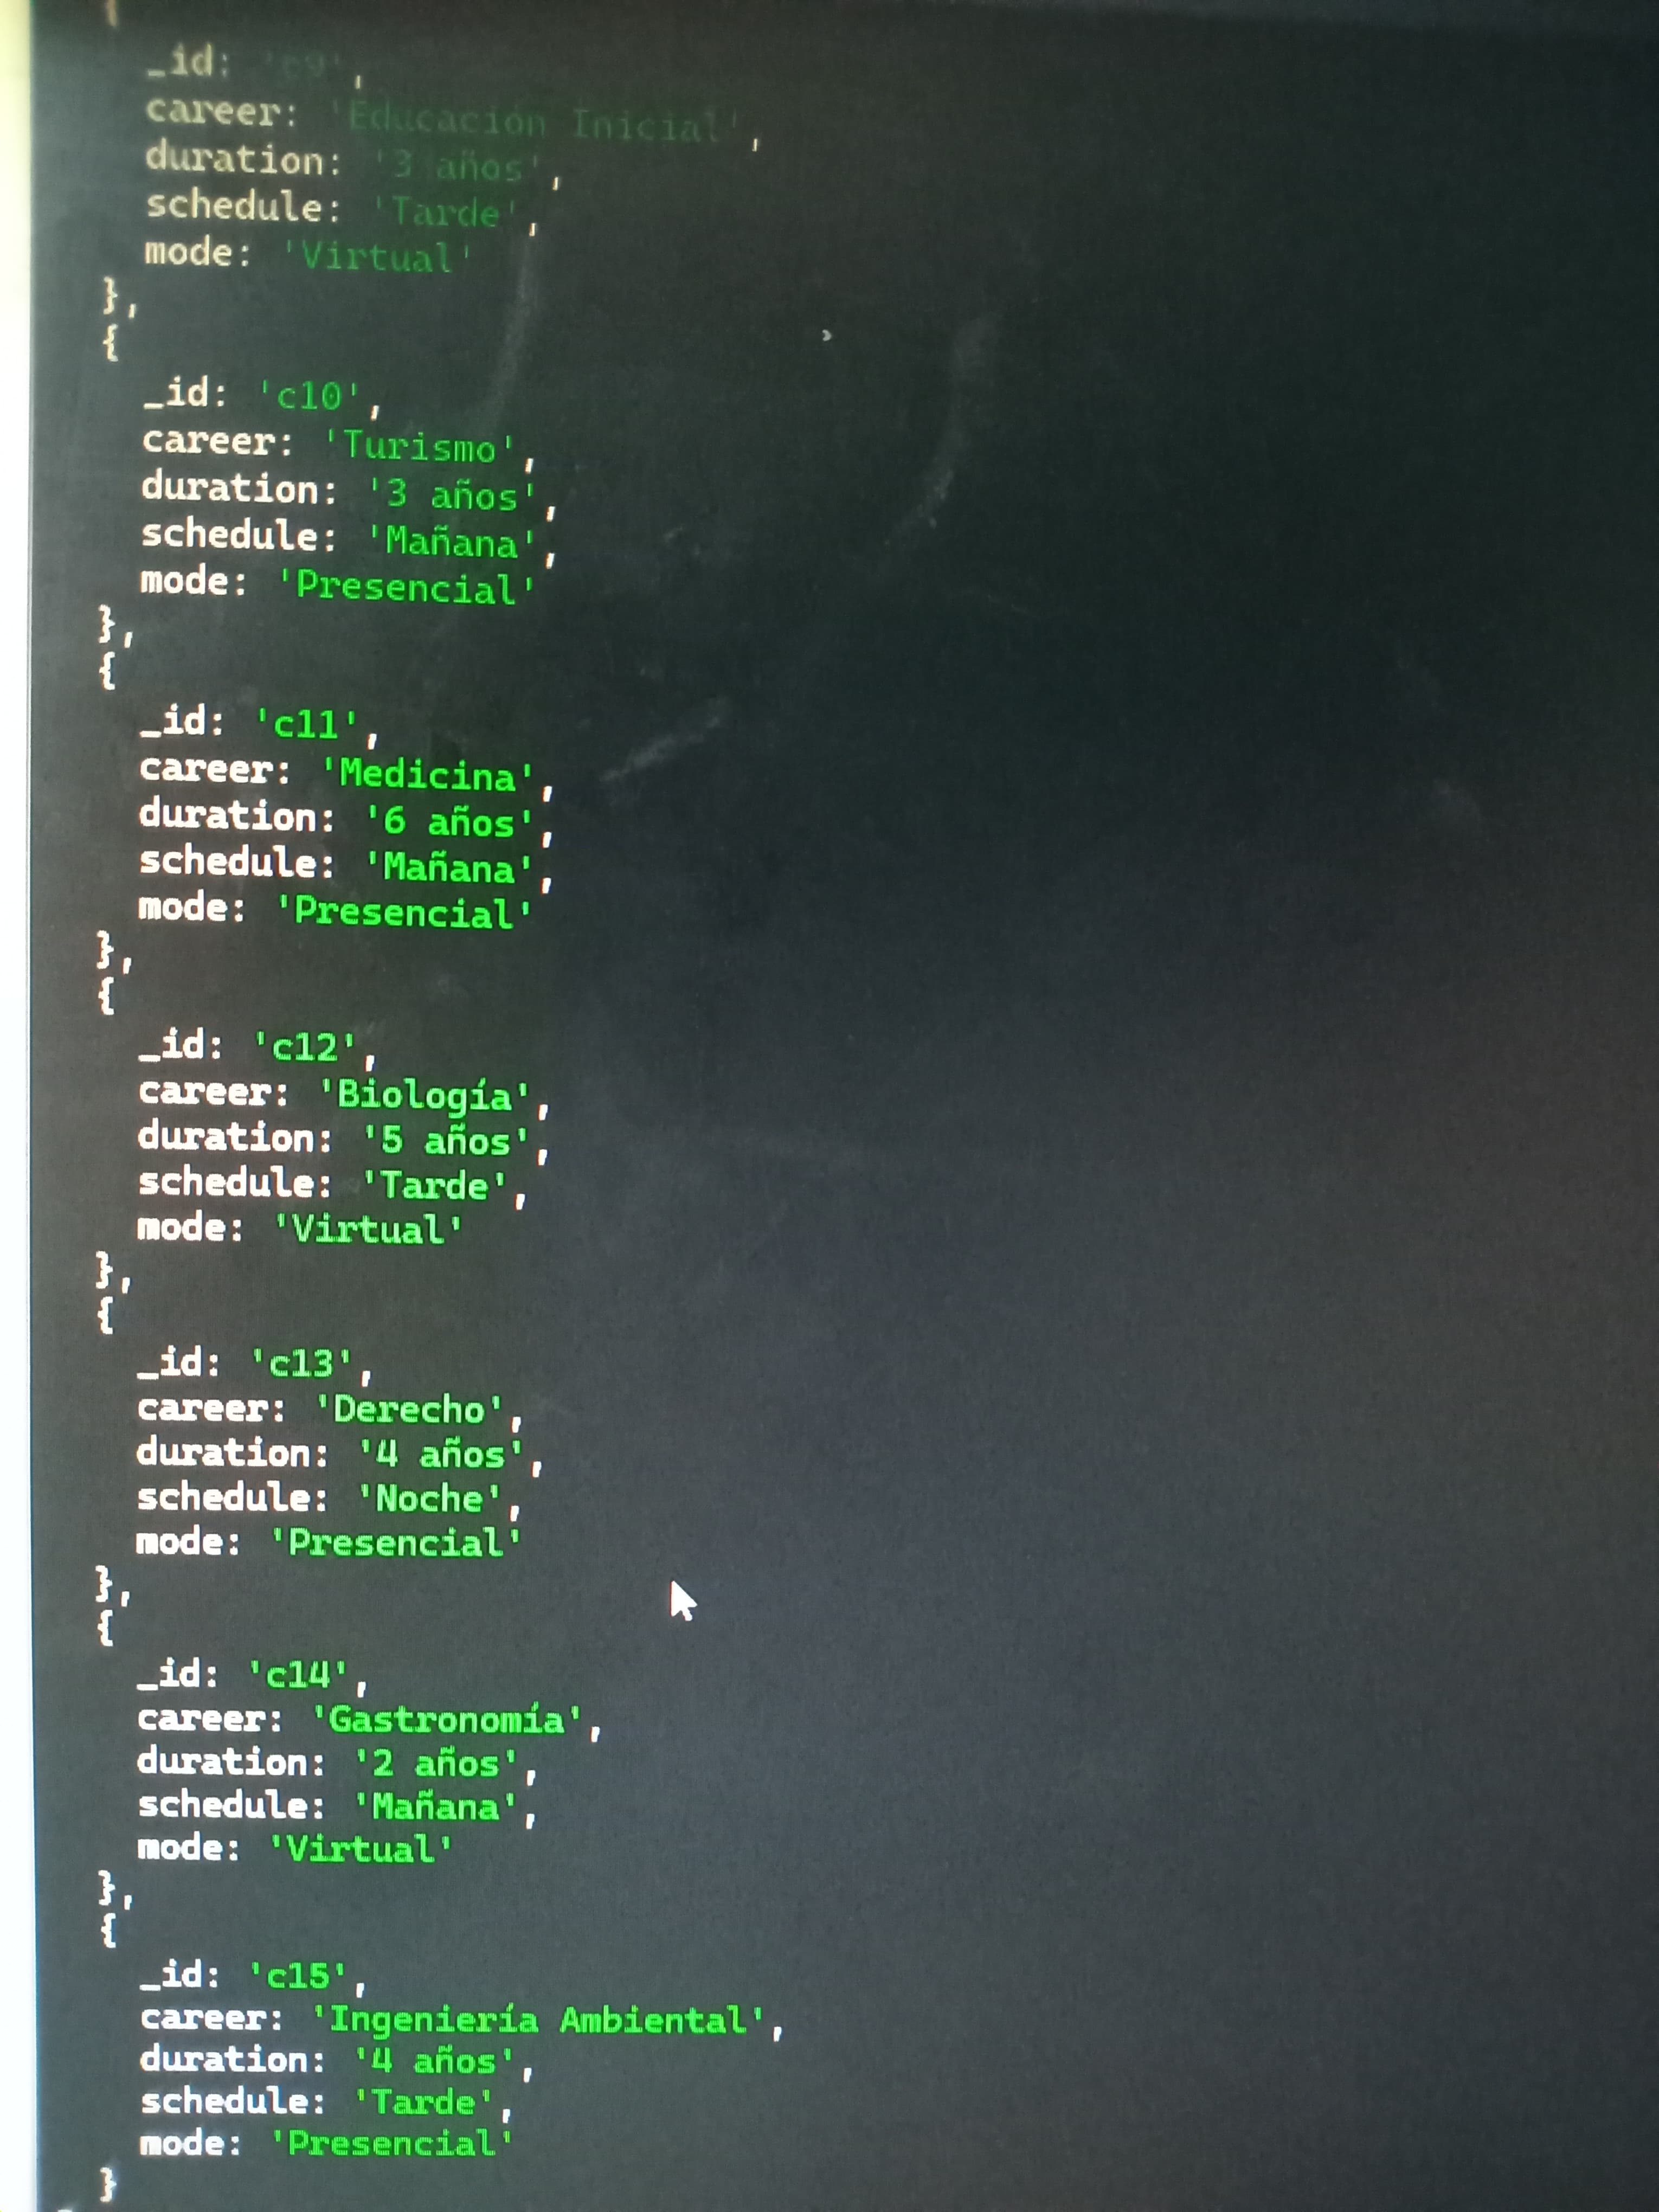 {
_id: 'c9',
career: 'Educación Inicial',
duration: '3 años',
schedule: 'Tarde',
mode: 'Virtual'
},
{
_id: 'c10',
career: 'Turismo',
duration: '3 años',
schedule: 'Mañana',
mode: 'Presencial'
},
{
_id: 'c11',
career: 'Medicina',
duration: '6 años',
schedule: 'Mañana',
mode: 'Presencial'
},
{
_id: 'c12',
career: 'Biología',
duration: '5 años',
schedule: 'Tarde',
mode: 'Virtual'
},
{
_id: 'c13',
career: 'Derecho',
duration: '4 años',
schedule: 'Noche',
mode: 'Presencial'
},
{
_id: 'c14',
career: 'Gastronomía',
duration: '2 años',
schedule: 'Mañana',
mode: 'Virtual'
},
{
_id: 'c15',
career: 'Ingeniería Ambiental',
duration: '4 años',
schedule: 'Tarde',
mode: 'Presencial'
}